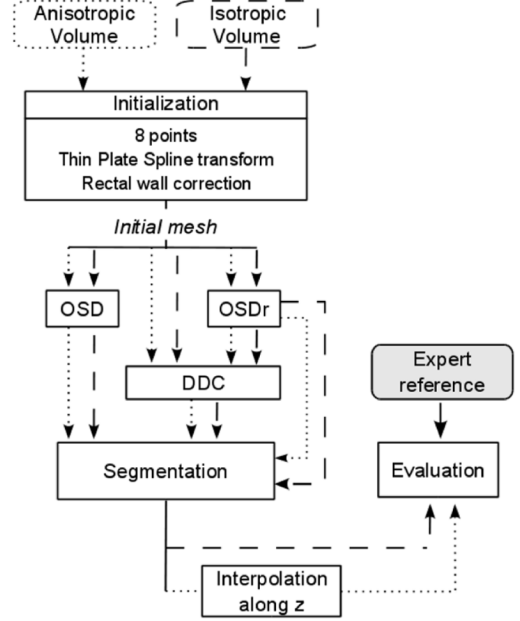 Anisotropic
Volume
Isotropic
Volume
Initialization
8 points
Thin Plate Spline transform
Rectal wall correction
Initial mesh
OSD
OSDr
DDC
Expert
reference
Segmentation
Evaluation
Interpolation
along z